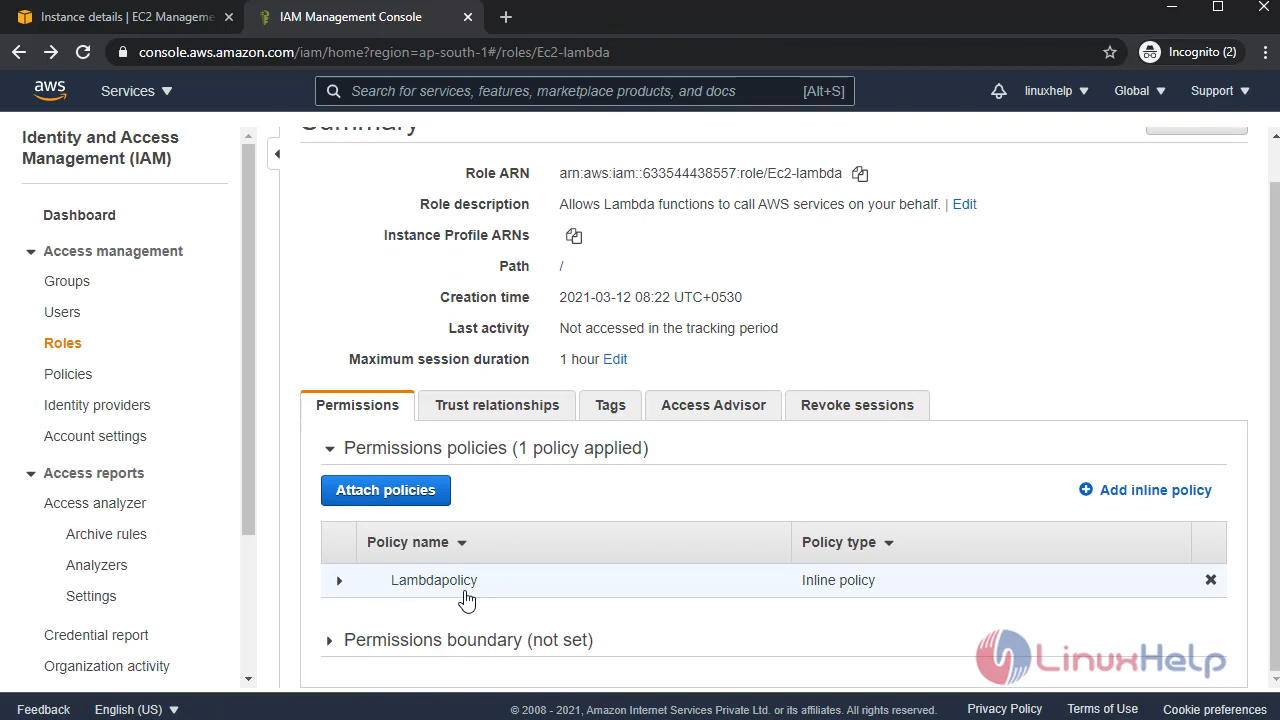 Instance details | EC2 Manageme
IAM Management Console
console.aws.amazon.com/iam/home?region=ap-south-1#/roles/Ec2-lambda
Incognito (2)
aws
Services
Search for services, features, marketplace products, and docs [Alt+S]
linuxhelp
Global
Support
Identity and Access
Management (IAM)
Dashboard
Access management
Groups
Users
Roles
Policies
Identity providers
Account settings
Access reports
Access analyzer
Archive rules
Analyzers
Settings
Credential report
Organization activity
Summary
Role ARN arn:aws:iam::633544438557:role/Ec2-lambda
Role description Allows Lambda functions to call AWS services on your behalf. | Edit
Instance Profile ARNs
Path /
Creation time 2021-03-12 08:22 UTC+0530
Last activity Not accessed in the tracking period
Maximum session duration 1 hour Edit
Permissions Trust relationships Tags Access Advisor Revoke sessions
Permissions policies (1 policy applied)
Attach policies Add inline policy
Policy name Policy type
Lambdapolicy Inline policy
Permissions boundary (not set)
LinuxHelp
Feedback English (US) © 2008 - 2021, Amazon Internet Services Private Ltd. or its affiliates. All rights reserved. Privacy Policy Terms of Use Cookie preferences